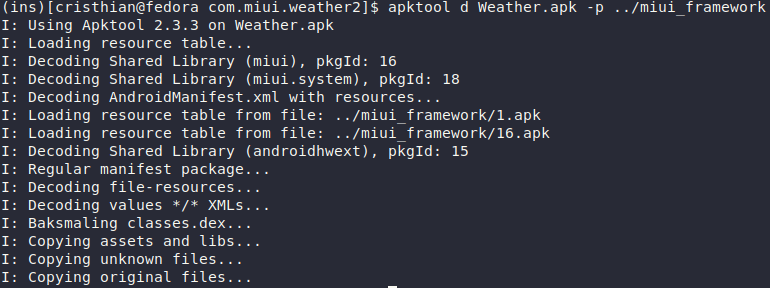 (ins)[cristhian@fedora com.miui.weather2]$ apktool d Weather.apk -p ../miui_framework
I: Using Apktool 2.3.3 on Weather.apk
I: Loading resource table...
I: Decoding Shared Library (miui), pkgId: 16
I: Decoding Shared Library (miui.system), pkgId: 18
I: Decoding AndroidManifest.xml with resources...
I: Loading resource table from file: ../miui_framework/1.apk
I: Loading resource table from file: ../miui_framework/16.apk
I: Decoding Shared Library (androidhwext), pkgId: 15
I: Regular manifest package...
I: Decoding file-resources...
I: Decoding values */* XMLs...
I: Baksmaling classes.dex...
I: Copying assets and libs...
I: Copying unknown files...
I: Copying original files...